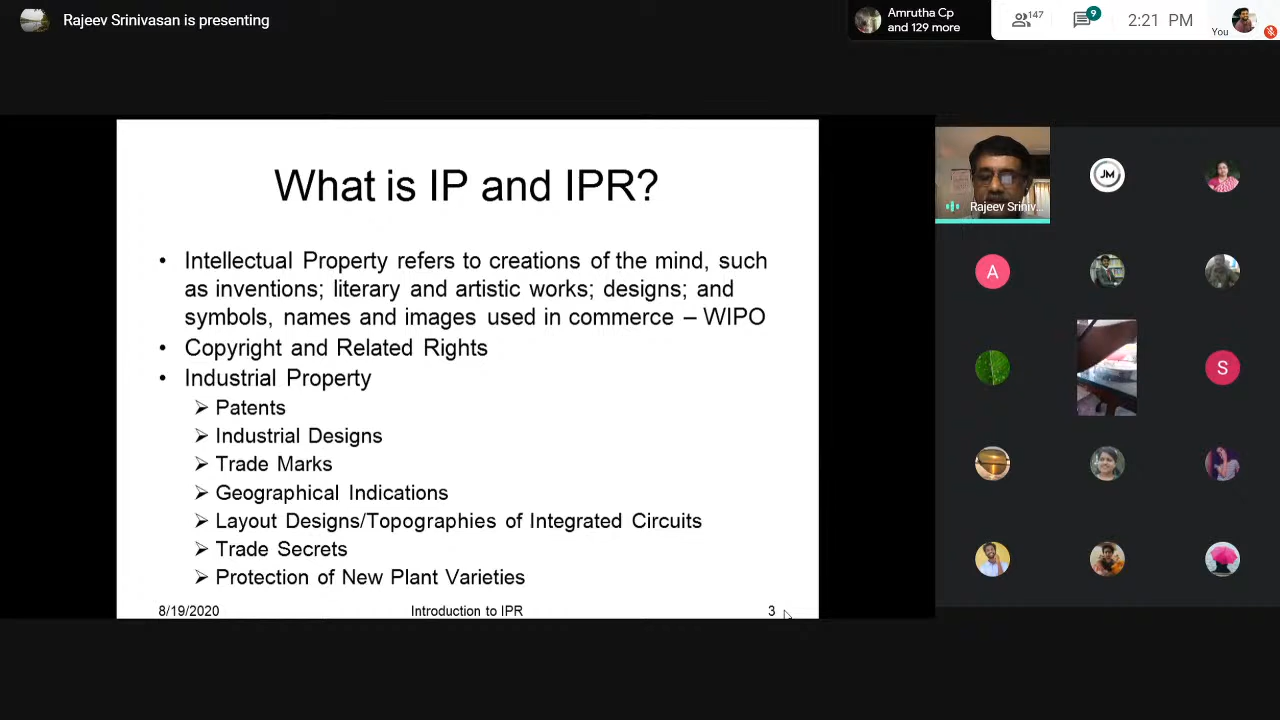 Rajeev Srinivasan is presenting
Amrutha Cp
and 129 more
147
9
2:21 PM
You
What is IP and IPR?
• Intellectual Property refers to creations of the mind, such
as inventions; literary and artistic works; designs; and
symbols, names and images used in commerce – WIPO
• Copyright and Related Rights
• Industrial Property
➢ Patents
➢ Industrial Designs
➢ Trade Marks
➢ Geographical Indications
➢ Layout Designs/Topographies of Integrated Circuits
➢ Trade Secrets
➢ Protection of New Plant Varieties
8/19/2020 Introduction to IPR 3
Rajeev Sriniv...
JM
A
S